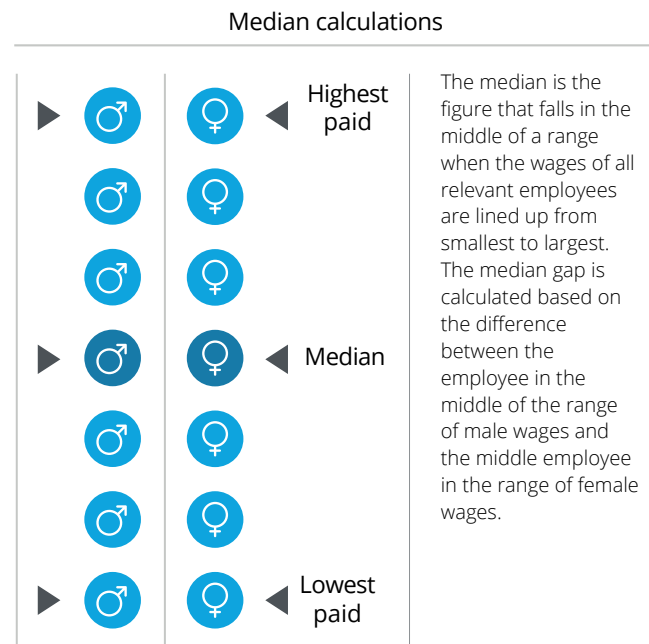 Median calculations
Highest
paid
Median
Lowest
paid
The median is the
figure that falls in the
middle of a range
when the wages of all
relevant employees
are lined up from
smallest to largest.
The median gap is
calculated based on
the difference
between the
employee in the
middle of the range
of male wages and
the middle employee
in the range of female
wages.